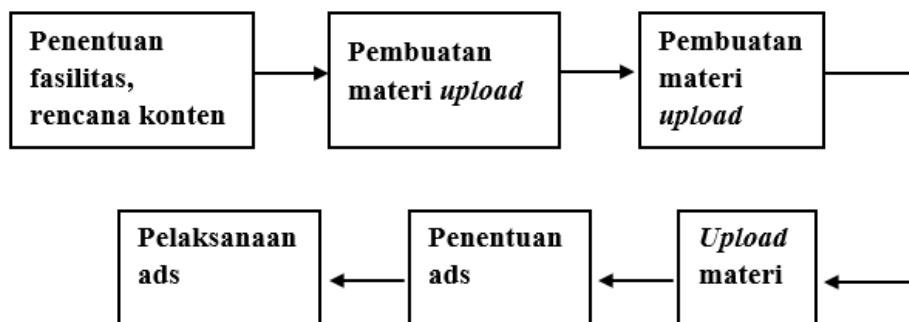 Penentuan
fasilitas,
rencana konten
Pembuatan
materi upload
Pembuatan
materi
upload
Upload
materi
Penentuan
ads
Pelaksanaan
ads